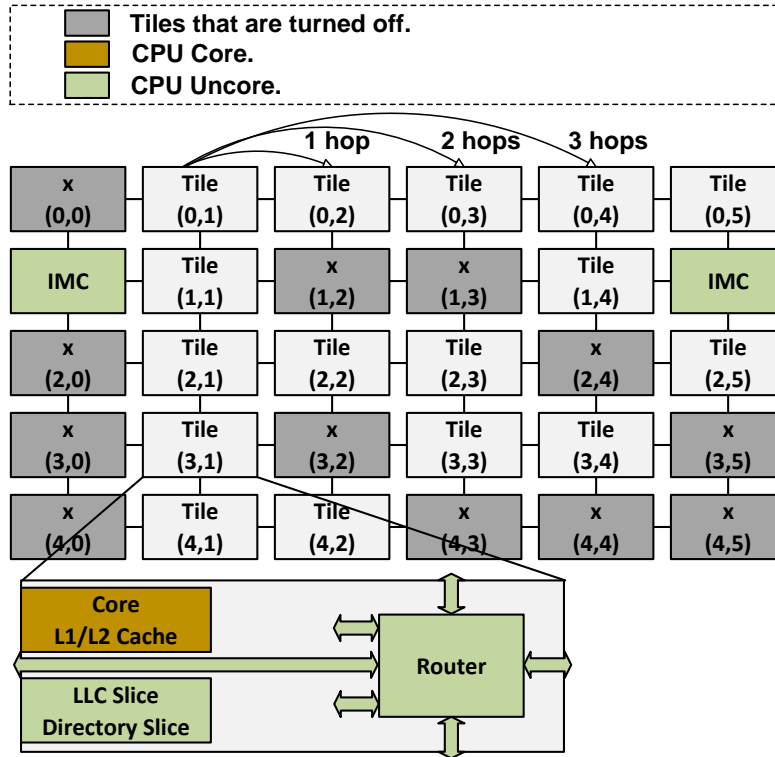 Tiles that are turned off.
CPU Core.
CPU Uncore.
1 hop 2 hops 3 hops
x Tile Tile Tile Tile Tile
(0,0) (0,1) (0,2) (0,3) (0,4) (0,5)
IMC Tile x x Tile IMC
(1,1) (1,2) (1,3) (1,4)
x Tile Tile Tile x Tile
(2,0) (2,1) (2,2) (2,3) (2,4) (2,5)
x Tile x Tile Tile x
(3,0) (3,1) (3,2) (3,3) (3,4) (3,5)
x Tile Tile x x x
(4,0) (4,1) (4,2) (4,3) (4,4) (4,5)
Core
L1/L2 Cache
Router
LLC Slice
Directory Slice